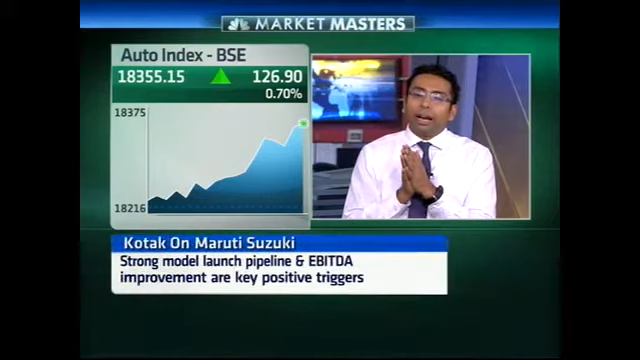 MARKET MASTERS
Auto Index - BSE
18355.15 126.90
0.70%
18375
18216
Kotak On Maruti Suzuki
Strong model launch pipeline & EBITDA
improvement are key positive triggers